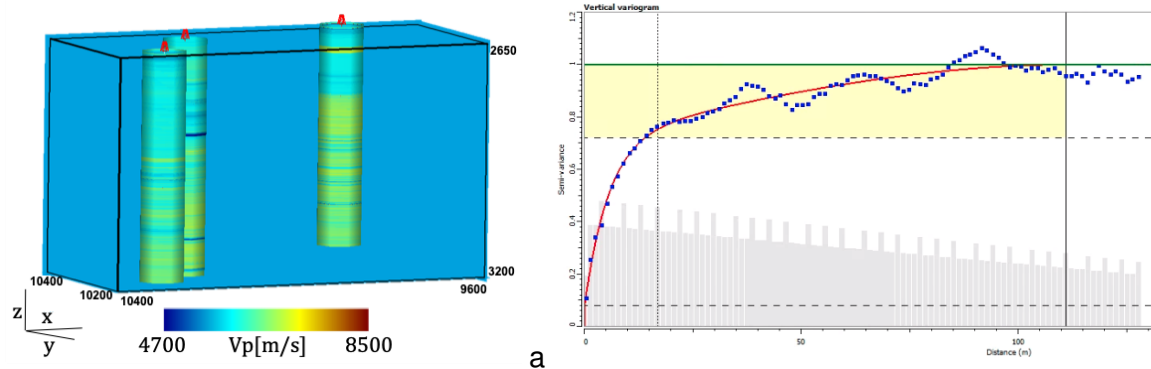 2650
3200
9600
10400
10200
10400
z
x
y
4700 Vp[m/s] 8500
a
Vertical variogram
Semi-variance
0
0.2
0.4
0.6
0.8
1
1.2
0 50 100
Distance (m)